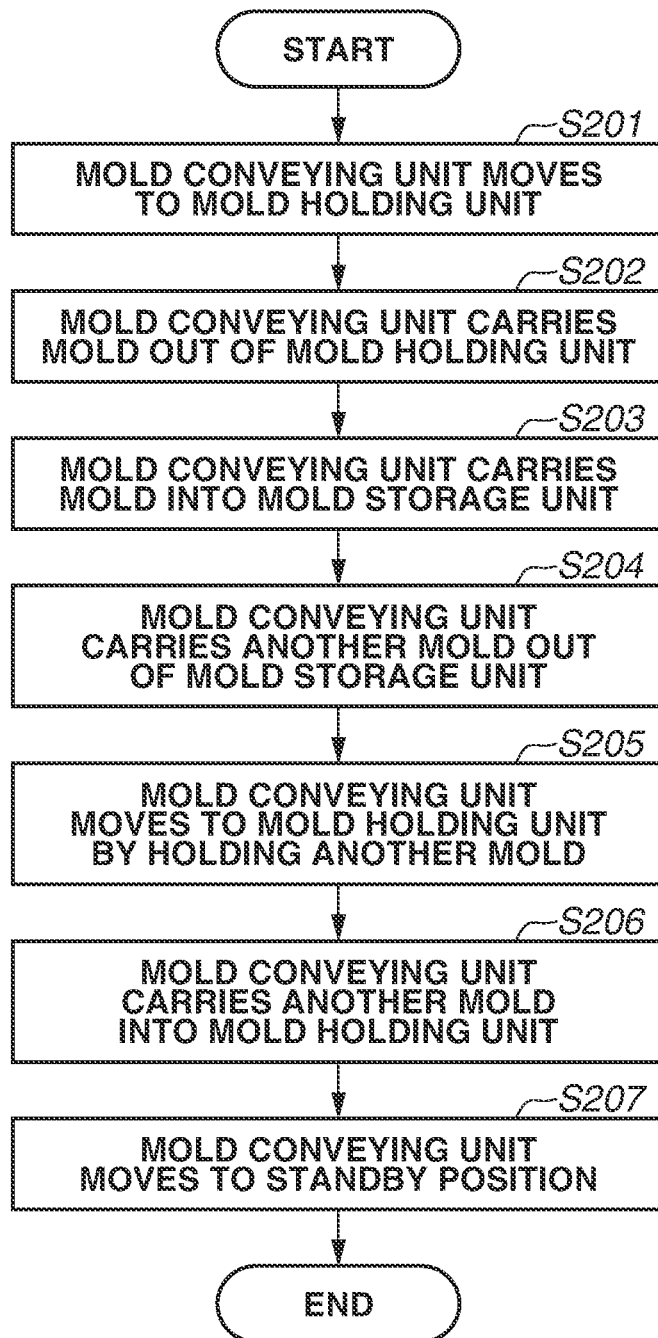 START
S201
MOLD CONVEYING UNIT MOVES
TO MOLD HOLDING UNIT
S202
MOLD CONVEYING UNIT CARRIES
MOLD OUT OF MOLD HOLDING UNIT
S203
MOLD CONVEYING UNIT CARRIES
MOLD INTO MOLD STORAGE UNIT
S204
MOLD CONVEYING UNIT
CARRIES ANOTHER MOLD OUT
OF MOLD STORAGE UNIT
S205
MOLD CONVEYING UNIT
MOVES TO MOLD HOLDING UNIT
BY HOLDING ANOTHER MOLD
S206
MOLD CONVEYING UNIT
CARRIES ANOTHER MOLD
INTO MOLD HOLDING UNIT
S207
MOLD CONVEYING UNIT
MOVES TO STANDBY POSITION
END